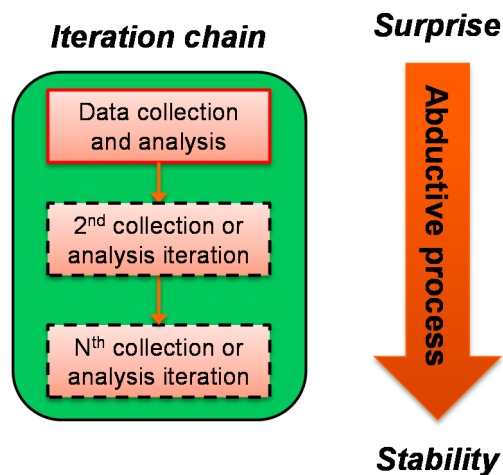 Iteration chain
Surprise
Data collection
and analysis
2nd collection or
analysis iteration
Nth collection or
analysis iteration
Abductive process
Stability